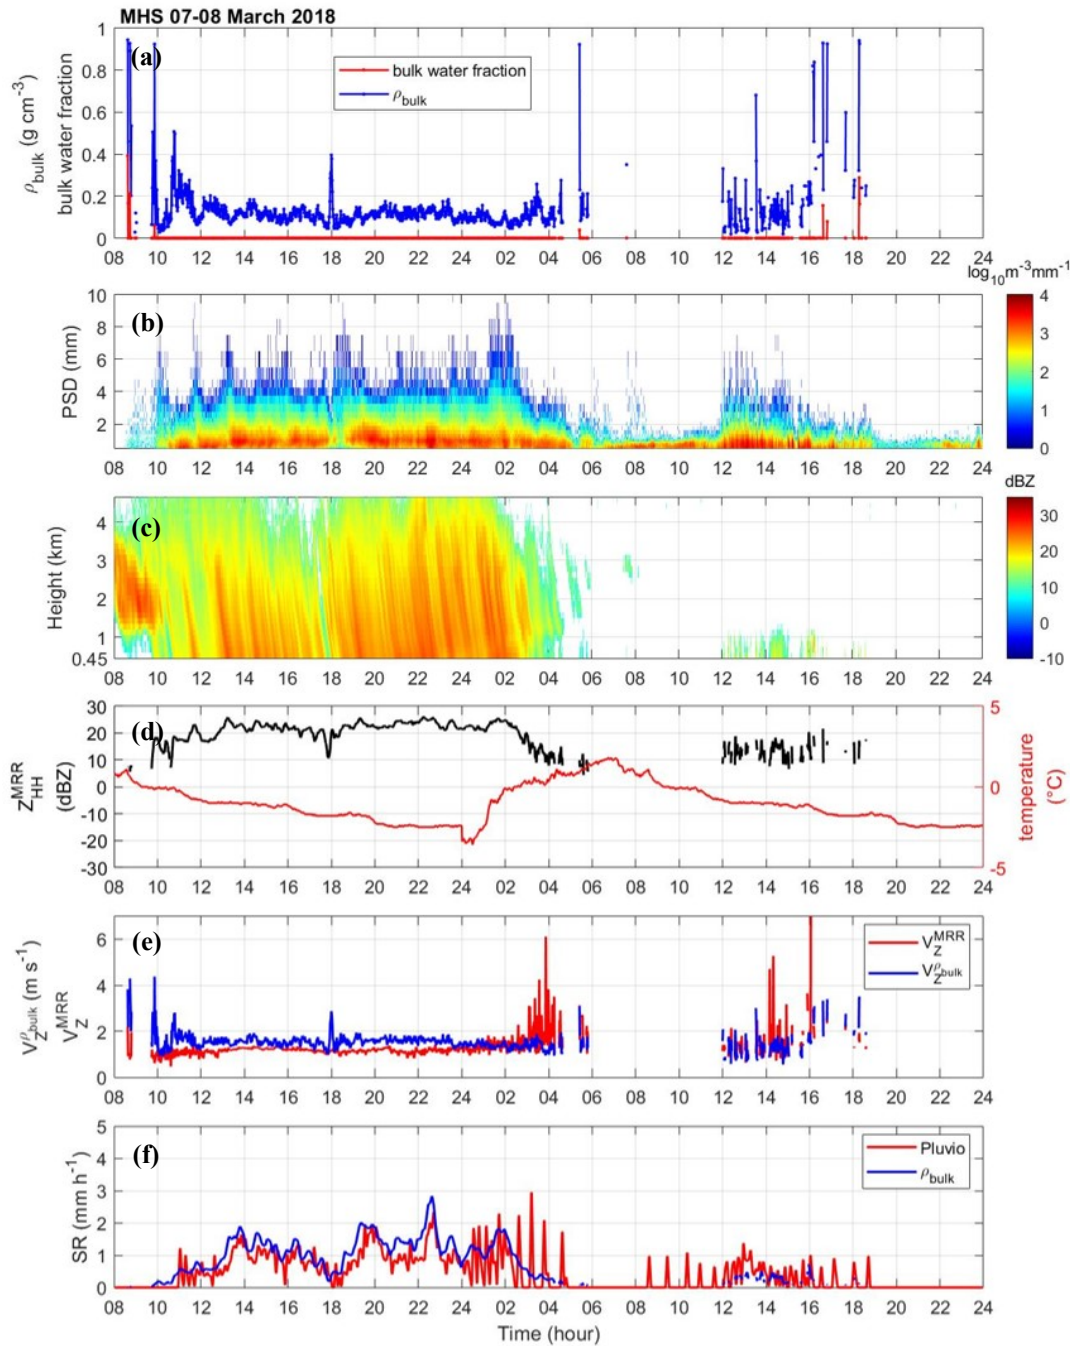 MHS 07-08 March 2018
(a)
ρbulk (g cm-3)
bulk water fraction
bulk water fraction
ρbulk
1
0.8
0.6
0.4
0.2
0
08 10 12 14 16 18 20 22 24 02 04 06 08 10 12 14 16 18 20 22 24
log10m-3mm-1
(b)
PSD (mm)
10
8
6
4
2
4
3
2
1
0
08 10 12 14 16 18 20 22 24 02 04 06 08 10 12 14 16 18 20 22 24
dBZ
(c)
Height (km)
4
3
2
1
0.45
30
20
10
0
-10
08 10 12 14 16 18 20 22 24 02 04 06 08 10 12 14 16 18 20 22 24
(d)
ZHHMRR
(dBZ)
30
20
10
0
-10
-20
-30
5
0
-5
temperature
(°C)
08 10 12 14 16 18 20 22 24 02 04 06 08 10 12 14 16 18 20 22 24
(e)
VZρbulk (m s-1)
VZMRR
VZMRR
VZρbulk
6
4
2
0
08 10 12 14 16 18 20 22 24 02 04 06 08 10 12 14 16 18 20 22 24
(f)
SR (mm h-1)
Pluvio
ρbulk
5
4
3
2
1
0
08 10 12 14 16 18 20 22 24 02 04 06 08 10 12 14 16 18 20 22 24
Time (hour)